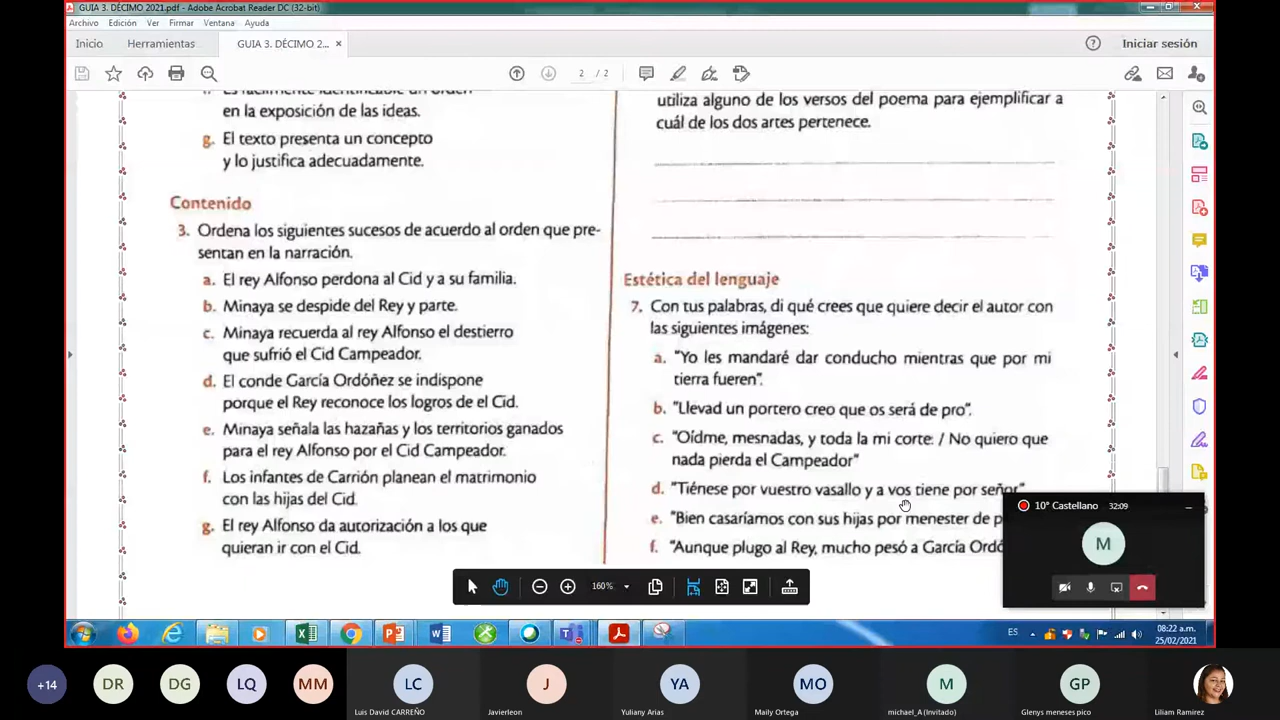 GUIA 3. DÉCIMO 2021.pdf - Adobe Acrobat Reader DC (32-bit)
Archivo Edición Ver Firmar Ventana Ayuda
Inicio Herramientas GUIA 3. DÉCIMO 2... × Iniciar sesión
2 / 2
f. Es fácilmente identificable un orden
en la exposición de las ideas.
g. El texto presenta un concepto
y lo justifica adecuadamente.
Contenido
3. Ordena los siguientes sucesos de acuerdo al orden que pre-
sentan en la narración.
a. El rey Alfonso perdona al Cid y a su familia.
b. Minaya se despide del Rey y parte.
c. Minaya recuerda al rey Alfonso el destierro
que sufrió el Cid Campeador.
d. El conde García Ordóñez se indispone
porque el Rey reconoce los logros de el Cid.
e. Minaya señala las hazañas y los territorios ganados
para el rey Alfonso por el Cid Campeador.
f. Los infantes de Carrión planean el matrimonio
con las hijas del Cid.
g. El rey Alfonso da autorización a los que
quieran ir con el Cid.
utiliza alguno de los versos del poema para ejemplificar a
cuál de los dos artes pertenece.
Estética del lenguaje
7. Con tus palabras, di qué crees que quiere decir el autor con
las siguientes imágenes:
a. "Yo les mandaré dar conducho mientras que por mi
tierra fueren".
b. "Llevad un portero creo que os será de pro".
c. "Oídme, mesnadas, y toda la mi corte: / No quiero que
nada pierda el Campeador"
d. "Tiénese por vuestro vasallo y a vos tiene por señor"
e. "Bien casaríamos con sus hijas por menester de p
f. "Aunque plugo al Rey, mucho pesó a García Ordó
10° Castellano 32:09
M
160%
ES 08:22 a.m.
25/02/2021
+14 DR DG LQ MM LC J YA MO M GP
Luis David CARREÑO Javierleon Yuliany Arias Maily Ortega michael_A (Invitado) Glenys meneses pico Liliam Ramirez